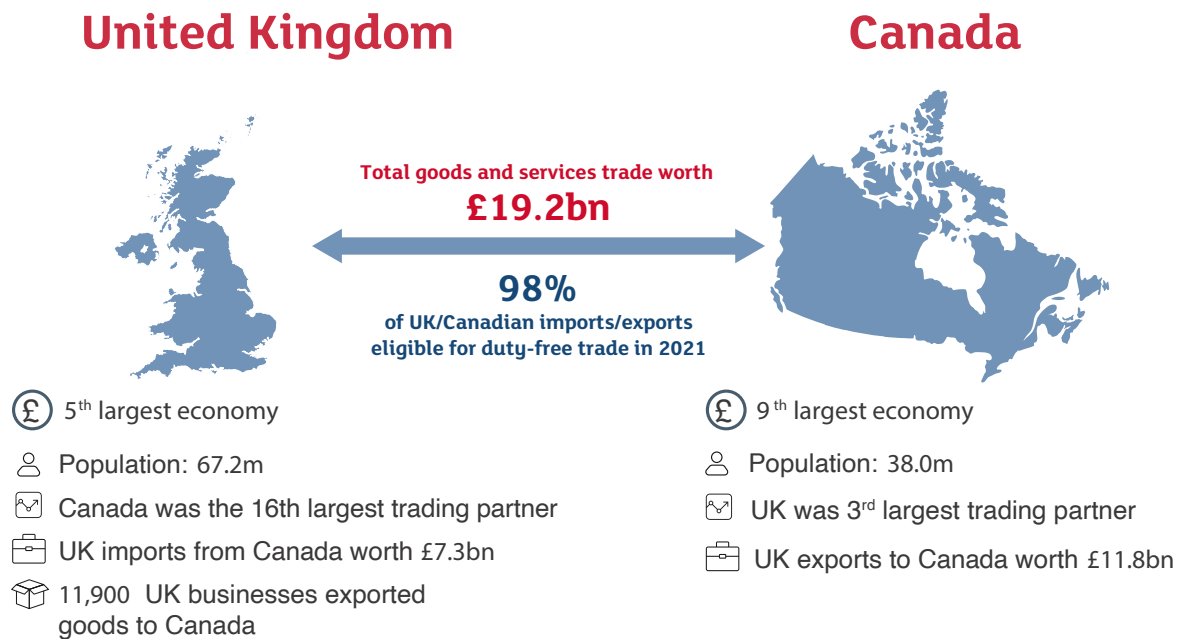 United Kingdom
Canada
Total goods and services trade worth
£19.2bn
98%
of UK/Canadian imports/exports
eligible for duty-free trade in 2021
£ 5th largest economy
Population: 67.2m
Canada was the 16th largest trading partner
UK imports from Canada worth £7.3bn
11,900 UK businesses exported
goods to Canada
£ 9th largest economy
Population: 38.0m
UK was 3rd largest trading partner
UK exports to Canada worth £11.8bn